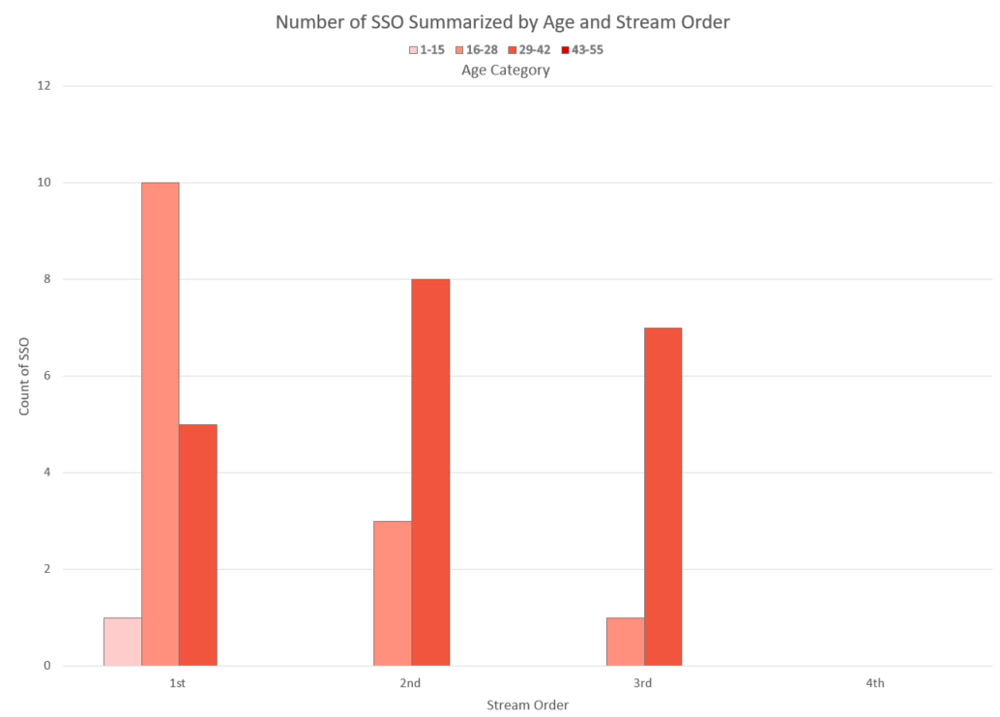 Number of SSO Summarized by Age and Stream Order
1-15 16-28 29-42 43-55
Age Category
12
10
8
6
4
2
0
Count of SSO
1st 2nd 3rd 4th
Stream Order